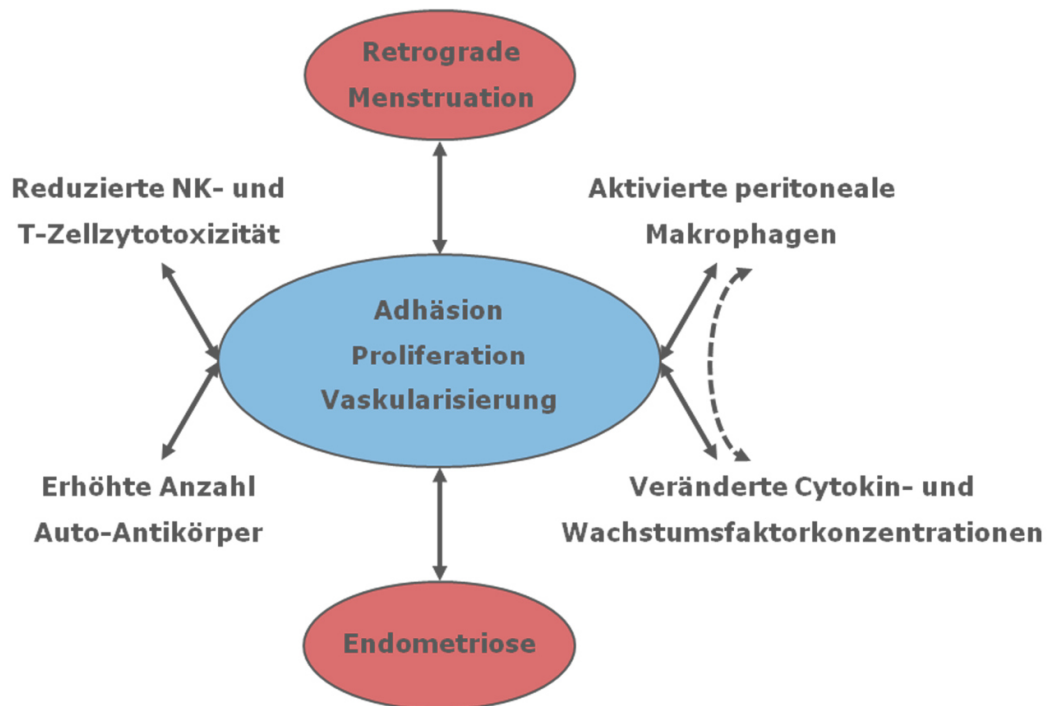 Retrograde
Menstruation
Reduzierte NK- und
T-Zellzytotoxizität
Aktivierte peritoneale
Makrophagen
Adhäsion
Proliferation
Vaskularisierung
Erhöhte Anzahl
Auto-Antikörper
Veränderte Cytokin- und
Wachstumsfaktorkonzentrationen
Endometriose